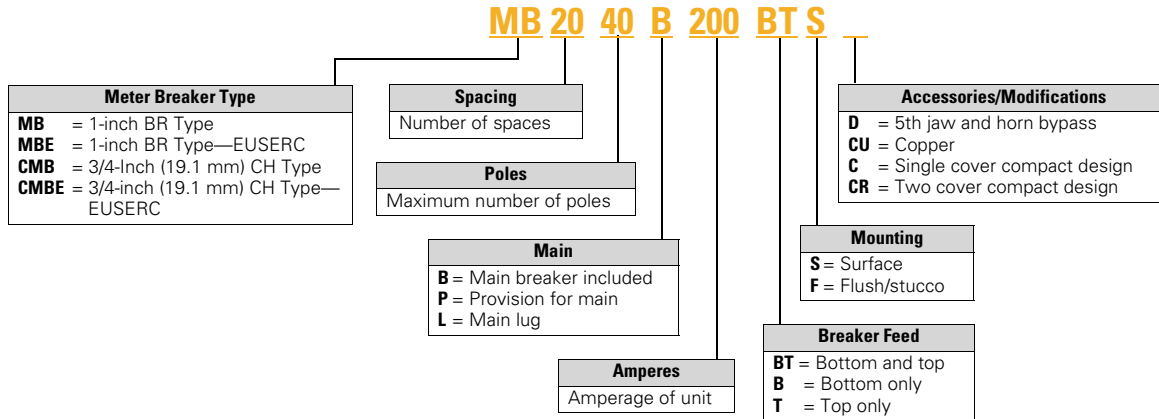 MB 20 40 B 200 BT S _
Meter Breaker Type
MB = 1-inch BR Type
MBE = 1-inch BR Type—EUSERC
CMB = 3/4-Inch (19.1 mm) CH Type
CMBE = 3/4-inch (19.1 mm) CH Type—
EUSERC
Spacing
Number of spaces
Poles
Maximum number of poles
Main
B = Main breaker included
P = Provision for main
L = Main lug
Amperes
Amperage of unit
Accessories/Modifications
D = 5th jaw and horn bypass
CU = Copper
C = Single cover compact design
CR = Two cover compact design
Mounting
S = Surface
F = Flush/stucco
Breaker Feed
BT = Bottom and top
B = Bottom only
T = Top only